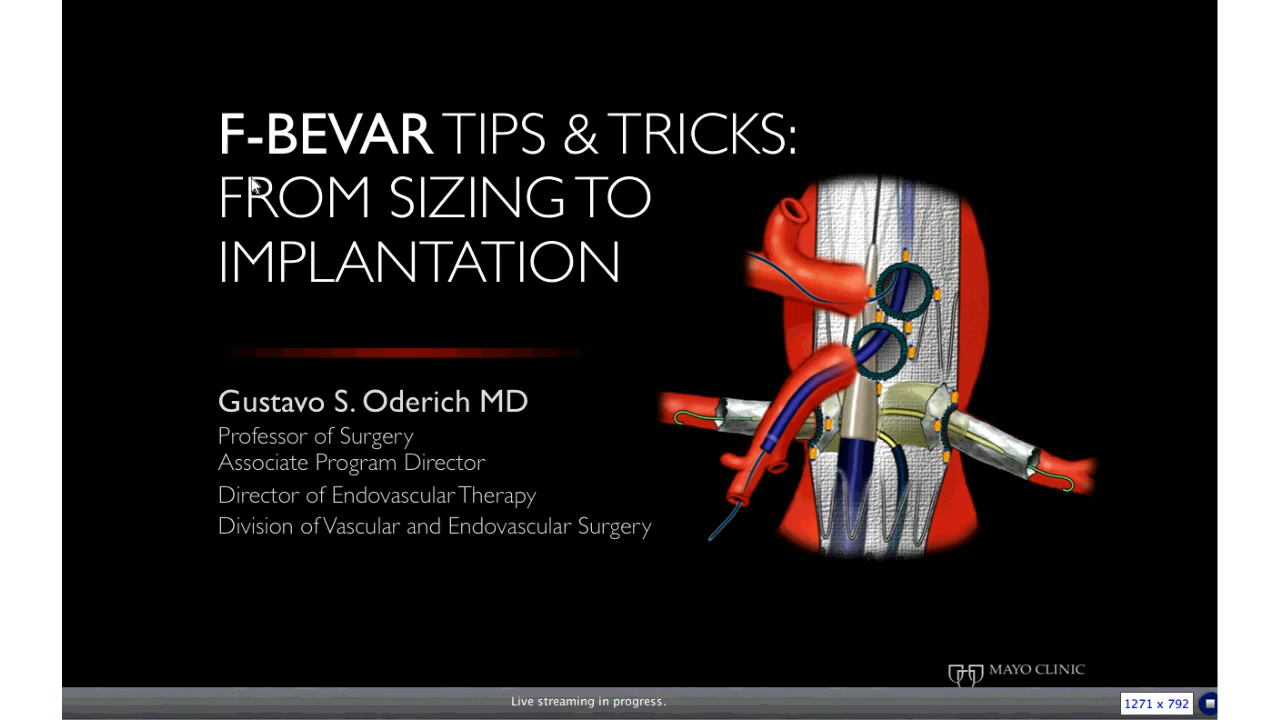 F-BEVAR TIPS & TRICKS:
FROM SIZING TO
IMPLANTATION
Gustavo S. Oderich MD
Professor of Surgery
Associate Program Director
Director of Endovascular Therapy
Division of Vascular and Endovascular Surgery
MAYO CLINIC
Live streaming in progress.
1271 x 792